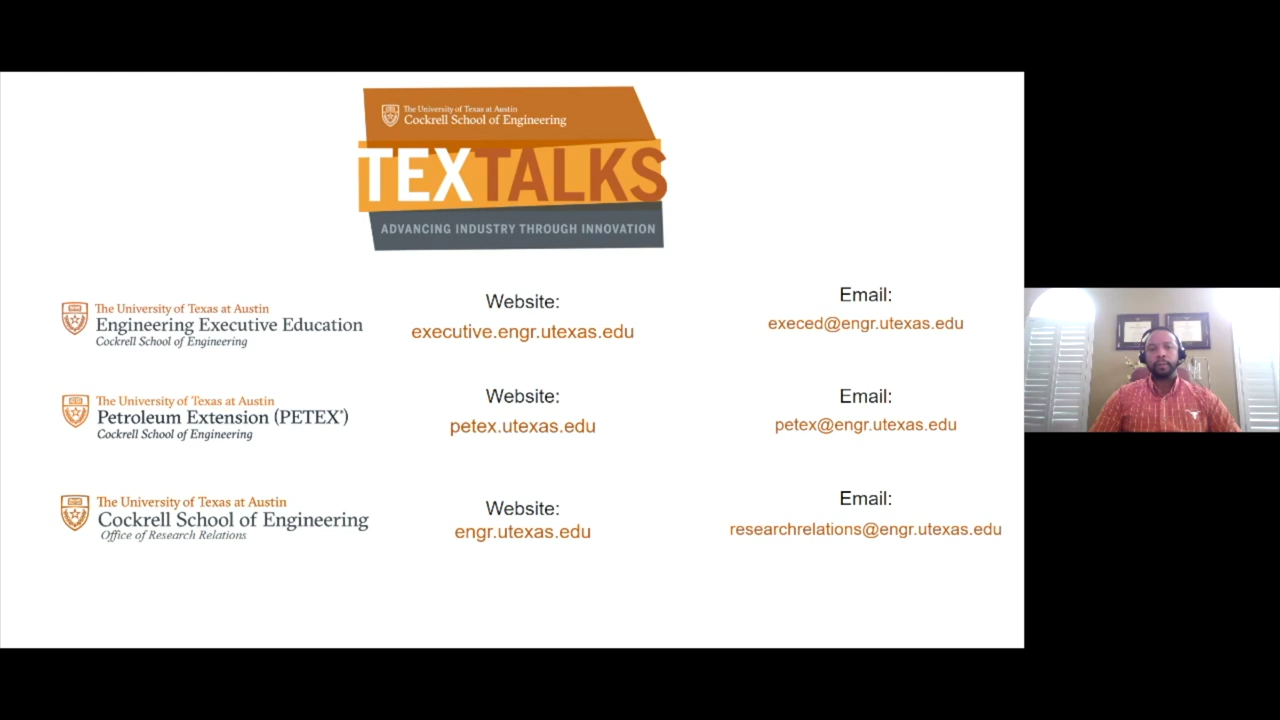 The University of Texas at Austin
Cockrell School of Engineering
TEXTALKS
ADVANCING INDUSTRY THROUGH INNOVATION
The University of Texas at Austin
Engineering Executive Education
Cockrell School of Engineering
Website:
executive.engr.utexas.edu
Email:
execed@engr.utexas.edu
The University of Texas at Austin
Petroleum Extension (PETEX®)
Cockrell School of Engineering
Website:
petex.utexas.edu
Email:
petex@engr.utexas.edu
The University of Texas at Austin
Cockrell School of Engineering
Office of Research Relations
Website:
engr.utexas.edu
Email:
researchrelations@engr.utexas.edu